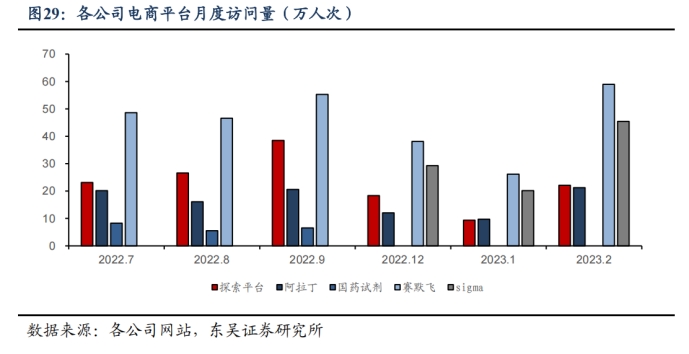 图29：各公司电商平台月度访问量（万人次）
70
60
50
40
30
20
10
0
2022.7 2022.8 2022.9 2022.12 2023.1 2023.2
探索平台 阿拉丁 国药试剂 赛默飞 sigma
数据来源：各公司网站，东吴证券研究所